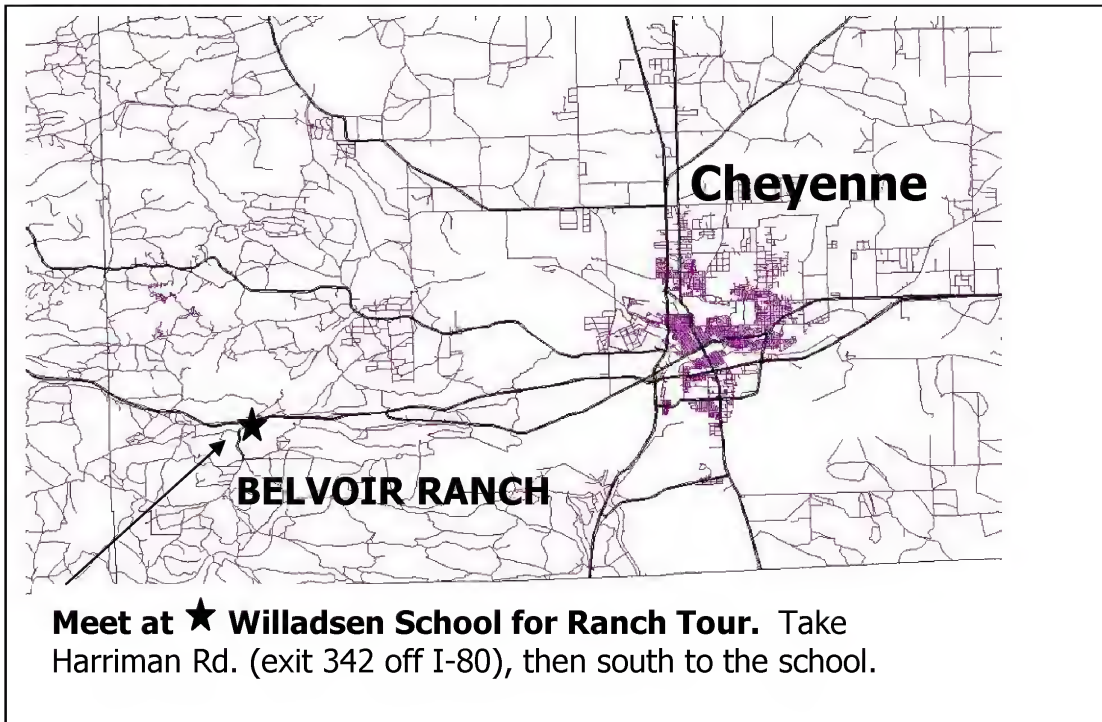 Cheyenne
BELVOIR RANCH
Meet at ★ Willadsen School for Ranch Tour. Take
Harriman Rd. (exit 342 off I-80), then south to the school.